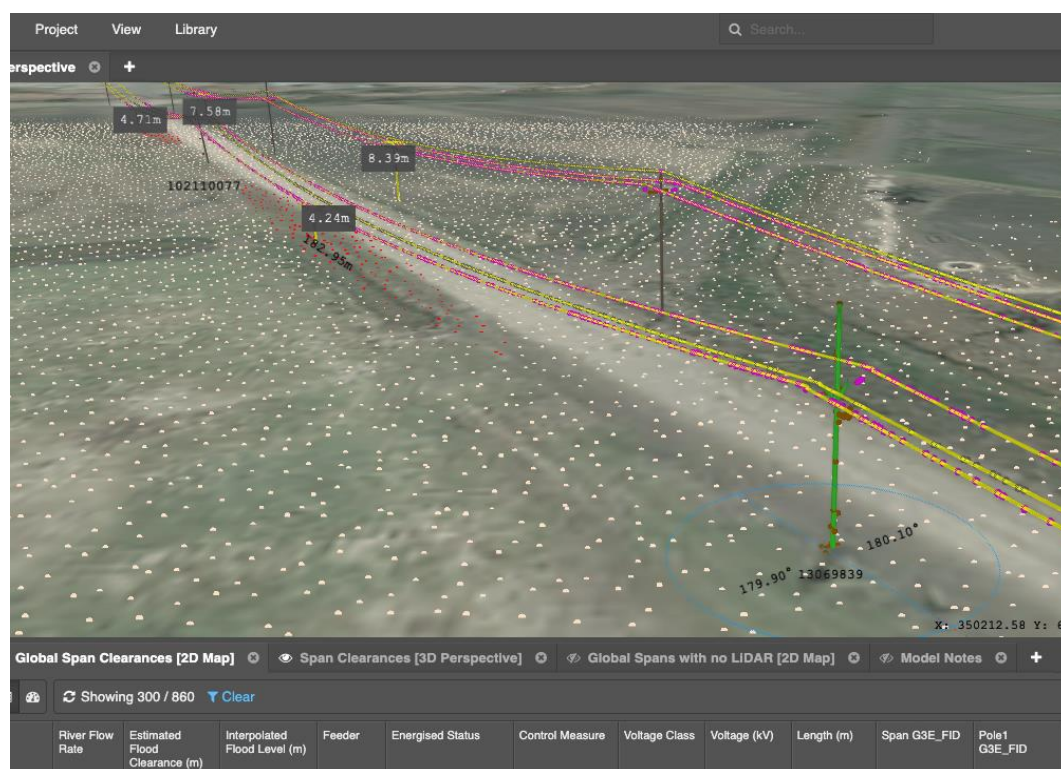 Project View Library Search...
erspective +
4.71m 7.58m
8.39m
102110077
4.24m
182.95m
180.10°
179.90° 13069839
X: 350212.58 Y: 6
Global Span Clearances [2D Map] Span Clearances [3D Perspective] Global Spans with no LiDAR [2D Map] Model Notes +
Showing 300 / 860 Clear
River Flow Estimated Interpolated Feeder Energised Status Control Measure Voltage Class Voltage (kV) Length (m) Span G3E_FID Pole1
Rate Flood Flood Level (m) G3E_FID
Clearance (m)